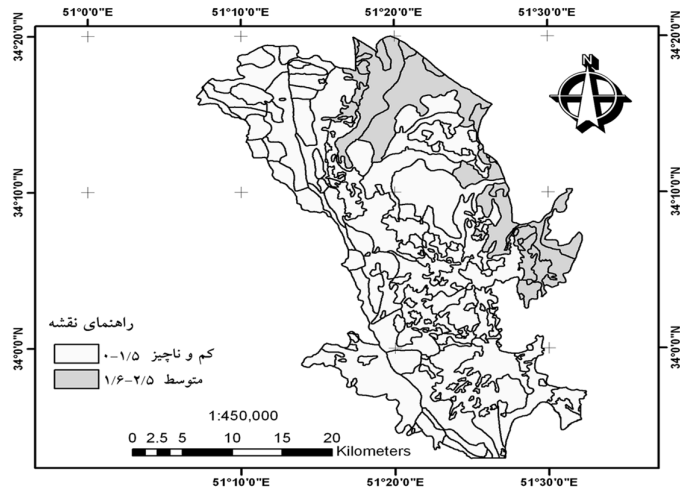 51°0'0"E 51°10'0"E 51°20'0"E 51°30'0"E
34°20'0"N 34°20'0"N
N
34°10'0"N 34°10'0"N
34°0'0"N 34°0'0"N
راهنمای نقشه
کم و ناچیز ۰-۱/۵
متوسط ۱/۶-۲/۵
1:450,000
0 2.5 5 10 15 20
Kilometers
51°10'0"E 51°20'0"E 51°30'0"E